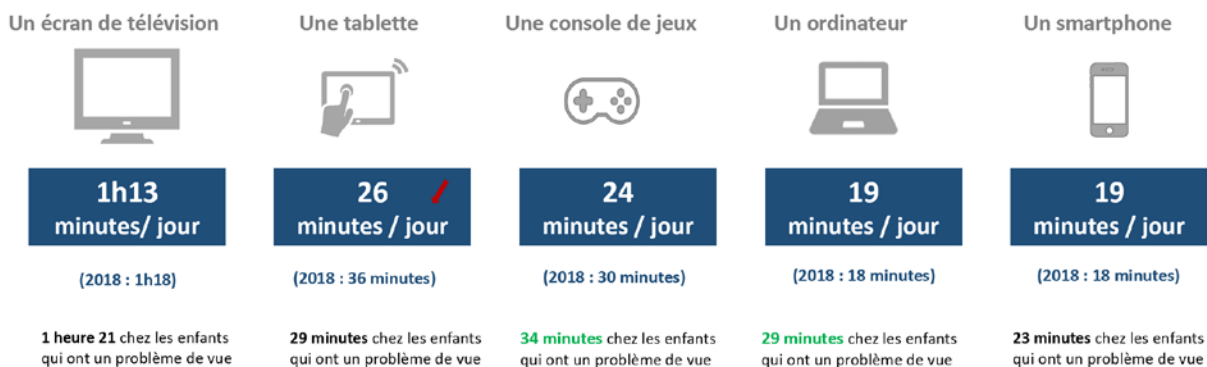 Un écran de télévision
Une tablette
Une console de jeux
Un ordinateur
Un smartphone
1h13
minutes/ jour
26
minutes / jour
24
minutes / jour
19
minutes / jour
19
minutes / jour
(2018 : 1h18)
(2018 : 36 minutes)
(2018 : 30 minutes)
(2018 : 18 minutes)
(2018 : 18 minutes)
1 heure 21 chez les enfants
qui ont un problème de vue
29 minutes chez les enfants
qui ont un problème de vue
34 minutes chez les enfants
qui ont un problème de vue
29 minutes chez les enfants
qui ont un problème de vue
23 minutes chez les enfants
qui ont un problème de vue